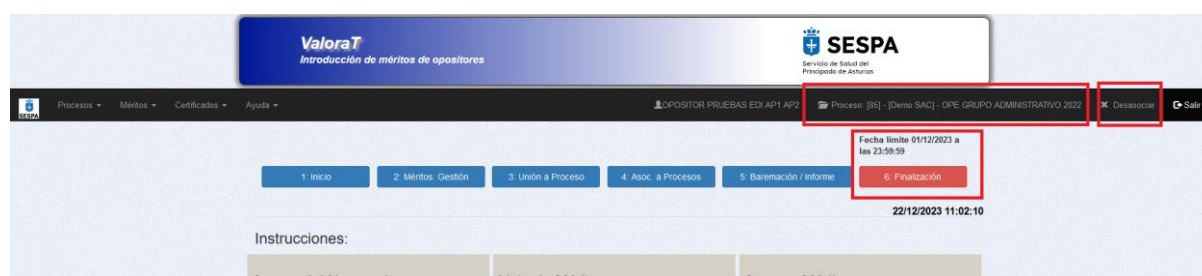 ValoraT
Introducción de méritos de opositores
SESPA
Servicio de Salud del
Principado de Asturias
SESPA
Procesos
Méritos
Certificados
Ayuda
OPOSITOR PRUEBAS EDI AP1 AP2
Proceso: [85] - [Demo SAC] - OPE GRUPO ADMINISTRATIVO 2022
Desasociar
Salir
Fecha límite 01/12/2023 a
las 23:59:59
1: Inicio
2: Méritos. Gestión
3: Unión a Proceso
4: Asoc. a Procesos
5: Baremación / Informe
6: Finalización
22/12/2023 11:02:10
Instrucciones: